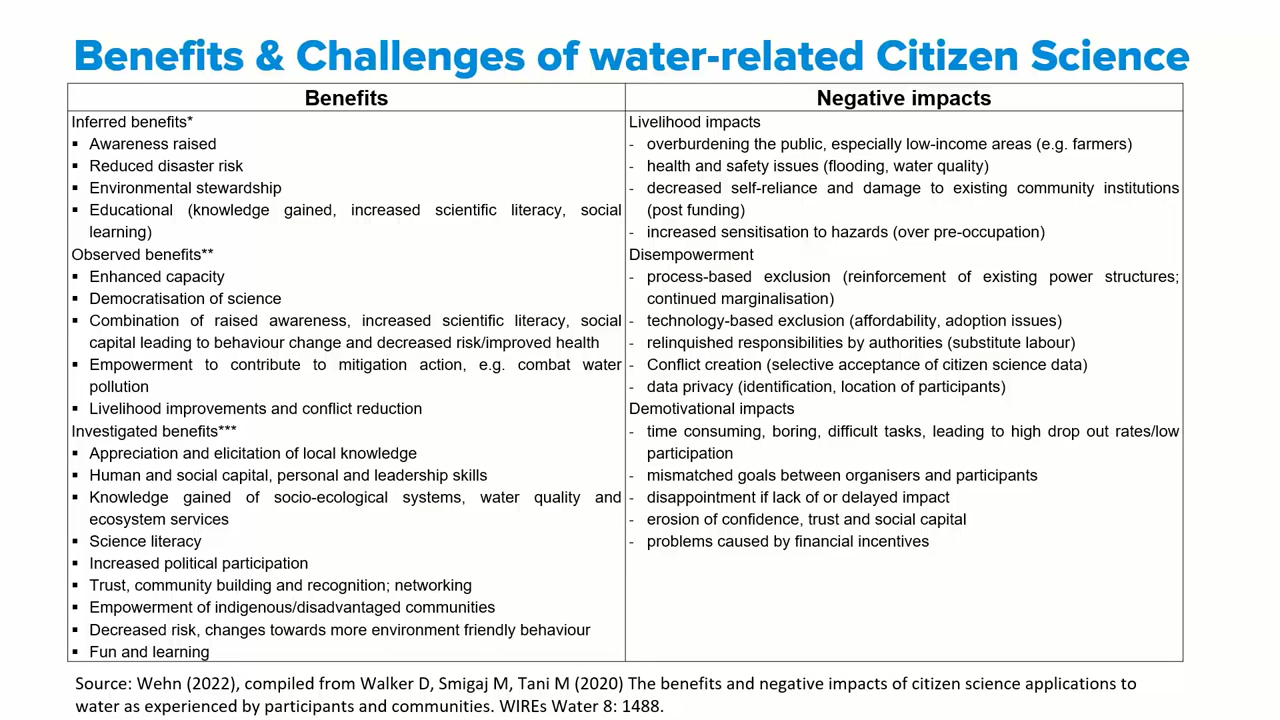 Benefits & Challenges of water-related Citizen Science
Benefits
Inferred benefits*
▪ Awareness raised
▪ Reduced disaster risk
▪ Environmental stewardship
▪ Educational (knowledge gained, increased scientific literacy, social
learning)
Observed benefits**
▪ Enhanced capacity
▪ Democratisation of science
▪ Combination of raised awareness, increased scientific literacy, social
capital leading to behaviour change and decreased risk/improved health
▪ Empowerment to contribute to mitigation action, e.g. combat water
pollution
▪ Livelihood improvements and conflict reduction
Investigated benefits***
▪ Appreciation and elicitation of local knowledge
▪ Human and social capital, personal and leadership skills
▪ Knowledge gained of socio-ecological systems, water quality and
ecosystem services
▪ Science literacy
▪ Increased political participation
▪ Trust, community building and recognition; networking
▪ Empowerment of indigenous/disadvantaged communities
▪ Decreased risk, changes towards more environment friendly behaviour
▪ Fun and learning
Negative impacts
Livelihood impacts
- overburdening the public, especially low-income areas (e.g. farmers)
- health and safety issues (flooding, water quality)
- decreased self-reliance and damage to existing community institutions
(post funding)
- increased sensitisation to hazards (over pre-occupation)
Disempowerment
- process-based exclusion (reinforcement of existing power structures;
continued marginalisation)
- technology-based exclusion (affordability, adoption issues)
- relinquished responsibilities by authorities (substitute labour)
- Conflict creation (selective acceptance of citizen science data)
- data privacy (identification, location of participants)
Demotivational impacts
- time consuming, boring, difficult tasks, leading to high drop out rates/low
participation
- mismatched goals between organisers and participants
- disappointment if lack of or delayed impact
- erosion of confidence, trust and social capital
- problems caused by financial incentives
Source: Wehn (2022), compiled from Walker D, Smigaj M, Tani M (2020) The benefits and negative impacts of citizen science applications to
water as experienced by participants and communities. WIREs Water 8: 1488.